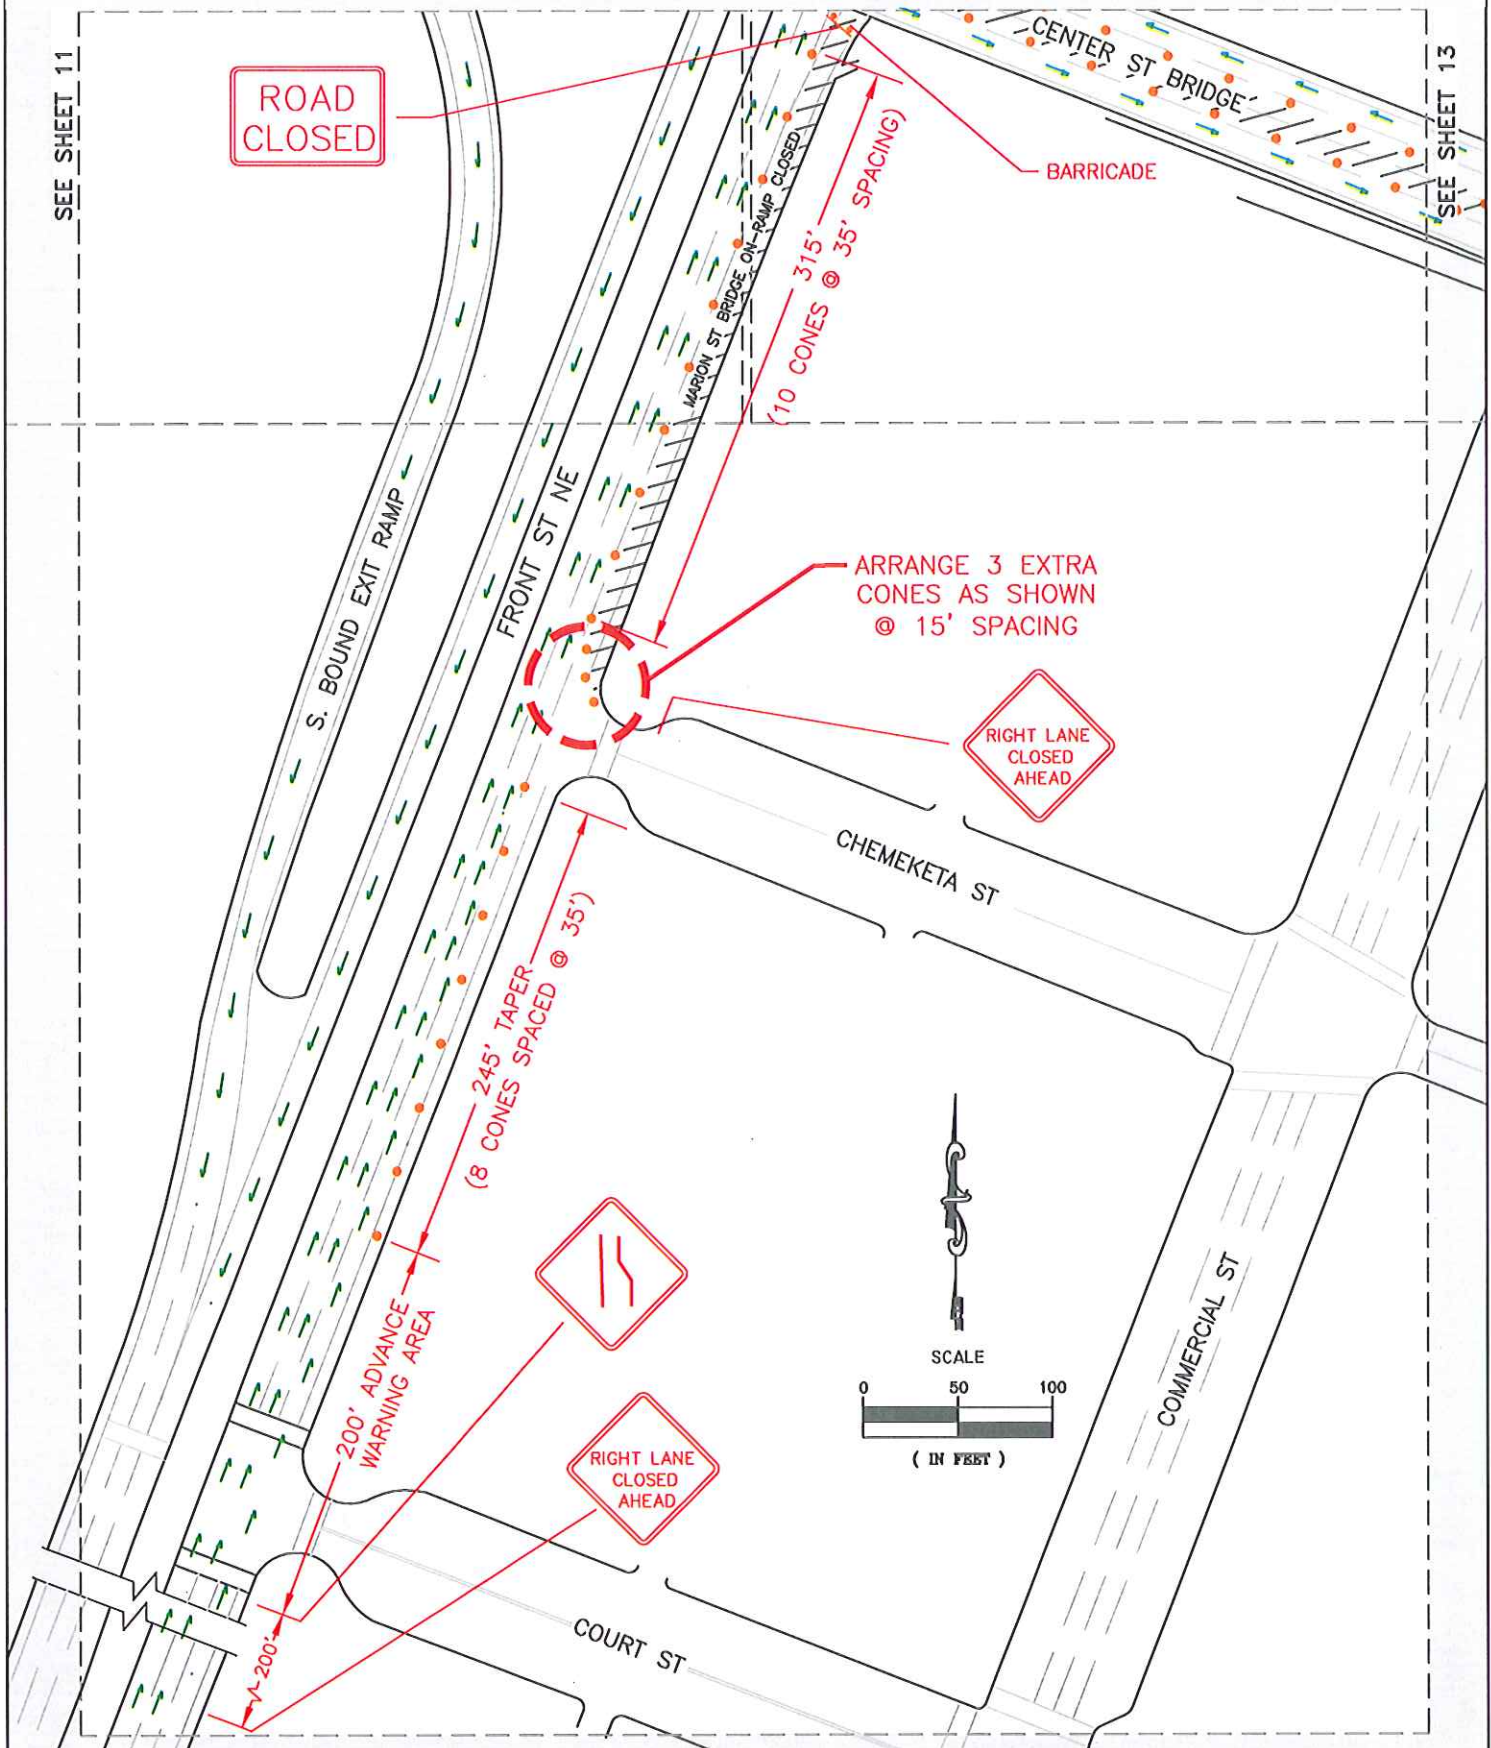 SEE SHEET 11
ROAD
CLOSED
CENTER ST BRIDGE
SEE SHEET 13
BARRICADE
MARION ST BRIDGE ON-RAMP CLOSED
315'
(10 CONES @ 35' SPACING)
S. BOUND EXIT RAMP
FRONT ST NE
ARRANGE 3 EXTRA
CONES AS SHOWN
@ 15' SPACING
RIGHT LANE
CLOSED
AHEAD
CHEMEKETA ST
245' TAPER
(8 CONES SPACED @ 35')
200' ADVANCE
WARNING AREA
SCALE
0 50 100
( IN FEET )
COMMERCIAL ST
RIGHT LANE
CLOSED
AHEAD
COURT ST
200'